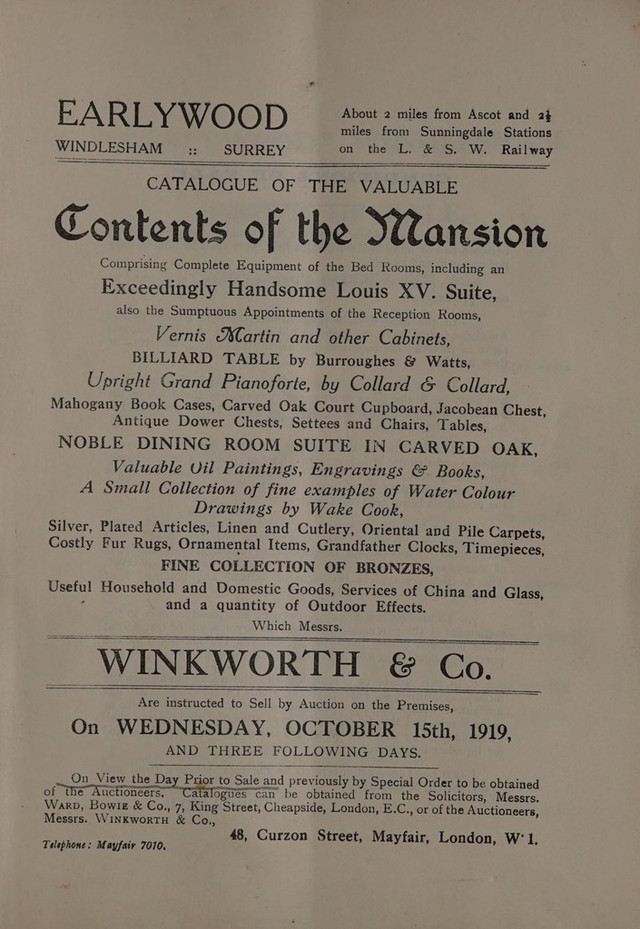 EARLYWOOD
WINDLESHAM :: SURREY
About 2 miles from Ascot and 2½
miles from Sunningdale Stations
on the L. & S. W. Railway
CATALOGUE OF THE VALUABLE
Contents of the Mansion
Comprising Complete Equipment of the Bed Rooms, including an
Exceedingly Handsome Louis XV. Suite,
also the Sumptuous Appointments of the Reception Rooms,
Vernis Martin and other Cabinets,
BILLIARD TABLE by Burroughes & Watts,
Upright Grand Pianoforte, by Collard & Collard,
Mahogany Book Cases, Carved Oak Court Cupboard, Jacobean Chest,
Antique Dower Chests, Settees and Chairs, Tables,
NOBLE DINING ROOM SUITE IN CARVED OAK,
Valuable Oil Paintings, Engravings & Books,
A Small Collection of fine examples of Water Colour
Drawings by Wake Cook,
Silver, Plated Articles, Linen and Cutlery, Oriental and Pile Carpets,
Costly Fur Rugs, Ornamental Items, Grandfather Clocks, Timepieces,
FINE COLLECTION OF BRONZES,
Useful Household and Domestic Goods, Services of China and Glass,
and a quantity of Outdoor Effects.
Which Messrs.
WINKWORTH & Co.
Are instructed to Sell by Auction on the Premises,
On WEDNESDAY, OCTOBER 15th, 1919,
AND THREE FOLLOWING DAYS.
On View the Day Prior to Sale and previously by Special Order to be obtained
of the Auctioneers. Catalogues can be obtained from the Solicitors, Messrs.
WARD, BOWIE & Co., 7, King Street, Cheapside, London, E.C., or of the Auctioneers,
Messrs. WINKWORTH & Co.,
48, Curzon Street, Mayfair, London, W·1.
Telephone: Mayfair 7010.